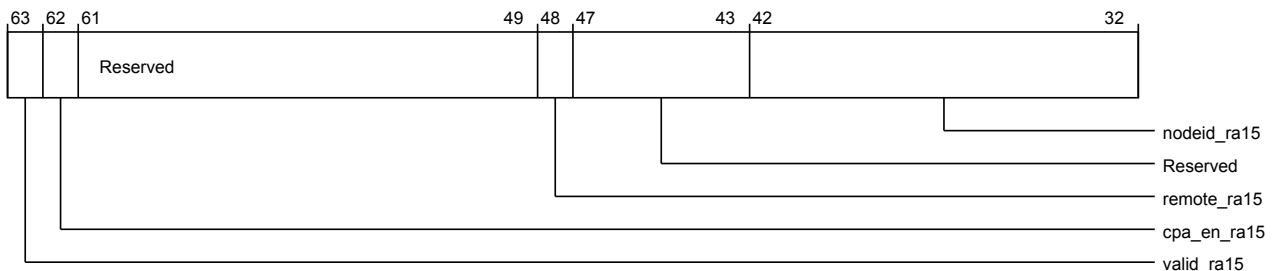 63 62 61 49 48 47 43 42 32
Reserved
nodeid_ra15
Reserved
remote_ra15
cpa_en_ra15
valid_ra15